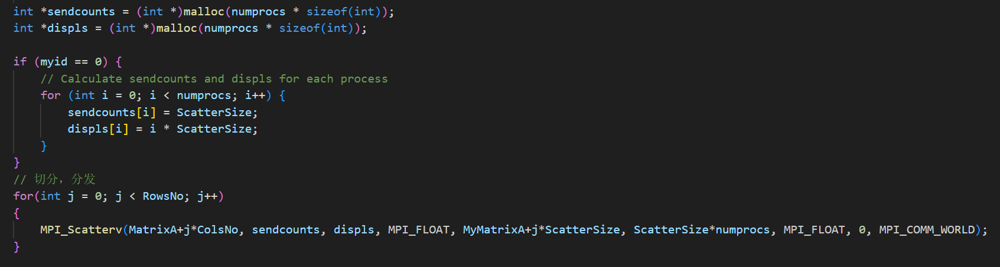 int *sendcounts = (int *)malloc(numprocs * sizeof(int));
int *displs = (int *)malloc(numprocs * sizeof(int));
if (myid == 0) {
// Calculate sendcounts and displs for each process
for (int i = 0; i < numprocs; i++) {
sendcounts[i] = ScatterSize;
displs[i] = i * ScatterSize;
}
}
// 切分，分发
for(int j = 0; j < RowsNo; j++)
{
MPI_Scatterv(MatrixA+j*ColsNo, sendcounts, displs, MPI_FLOAT, MyMatrixA+j*ScatterSize, ScatterSize*numprocs, MPI_FLOAT, 0, MPI_COMM_WORLD);
}